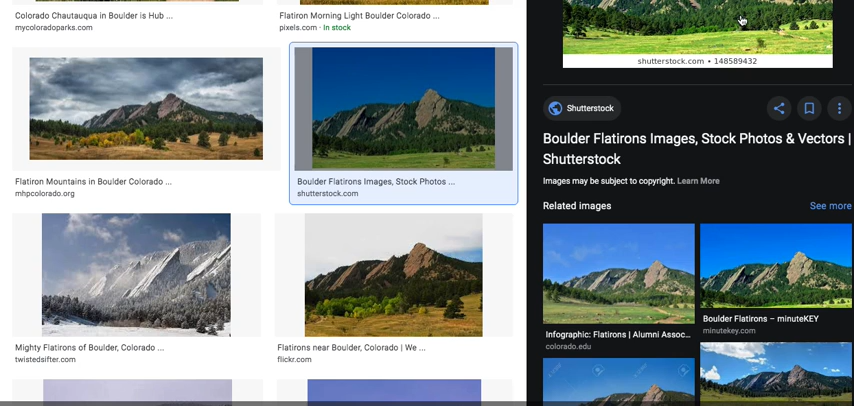 Colorado Chautauqua in Boulder is Hub ...
mycoloradoparks.com
Flatiron Morning Light Boulder Colorado ...
pixels.com · In stock
Flatiron Mountains in Boulder Colorado ...
mhpcolorado.org
Boulder Flatirons Images, Stock Photos ...
shutterstock.com
Mighty Flatirons of Boulder, Colorado ...
twistedsifter.com
Flatirons near Boulder, Colorado | We ...
flickr.com
shutterstock.com • 148589432
Shutterstock
Boulder Flatirons Images, Stock Photos & Vectors |
Shutterstock
Images may be subject to copyright. Learn More
Related images
See more
Infographic: Flatirons | Alumni Assoc...
colorado.edu
Boulder Flatirons – minuteKEY
minutekey.com